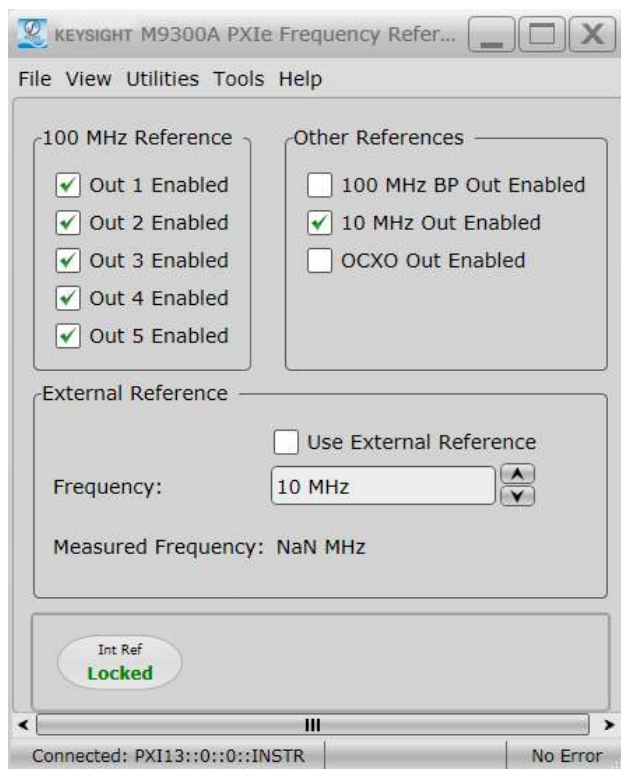 KEYSIGHT M9300A PXIe Frequency Refer...
File View Utilities Tools Help
100 MHz Reference
Out 1 Enabled
Out 2 Enabled
Out 3 Enabled
Out 4 Enabled
Out 5 Enabled
Other References
100 MHz BP Out Enabled
10 MHz Out Enabled
OCXO Out Enabled
External Reference
Use External Reference
Frequency: 10 MHz
Measured Frequency: NaN MHz
Int Ref
Locked
Connected: PXI13::0::0::INSTR No Error